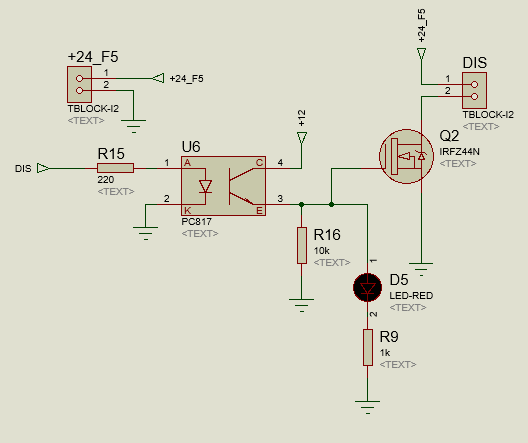 +24_F5
1
2
TBLOCK-I2
<TEXT>
+24_F5
+24_F5
DIS
1
2
TBLOCK-I2
<TEXT>
+12
Q2
IRFZ44N
<TEXT>
DIS
R15
220
<TEXT>
U6
1
2
A
K
C
E
4
3
PC817
<TEXT>
R16
10k
<TEXT>
1
D5
LED-RED
<TEXT>
2
R9
1k
<TEXT>